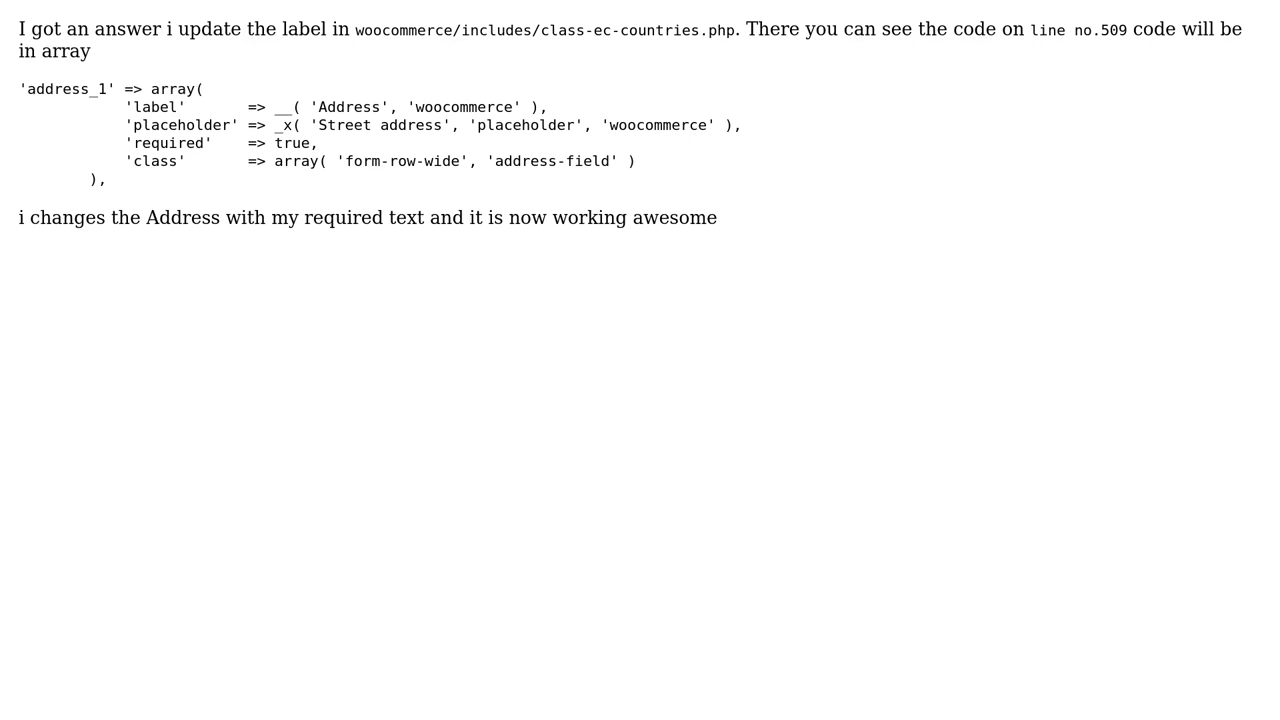 I got an answer i update the label in woocommerce/includes/class-ec-countries.php. There you can see the code on line no.509 code will be
in array
'address_1' => array(
            'label'       => __( 'Address', 'woocommerce' ),
            'placeholder' => _x( 'Street address', 'placeholder', 'woocommerce' ),
            'required'    => true,
            'class'       => array( 'form-row-wide', 'address-field' )
        ),
i changes the Address with my required text and it is now working awesome